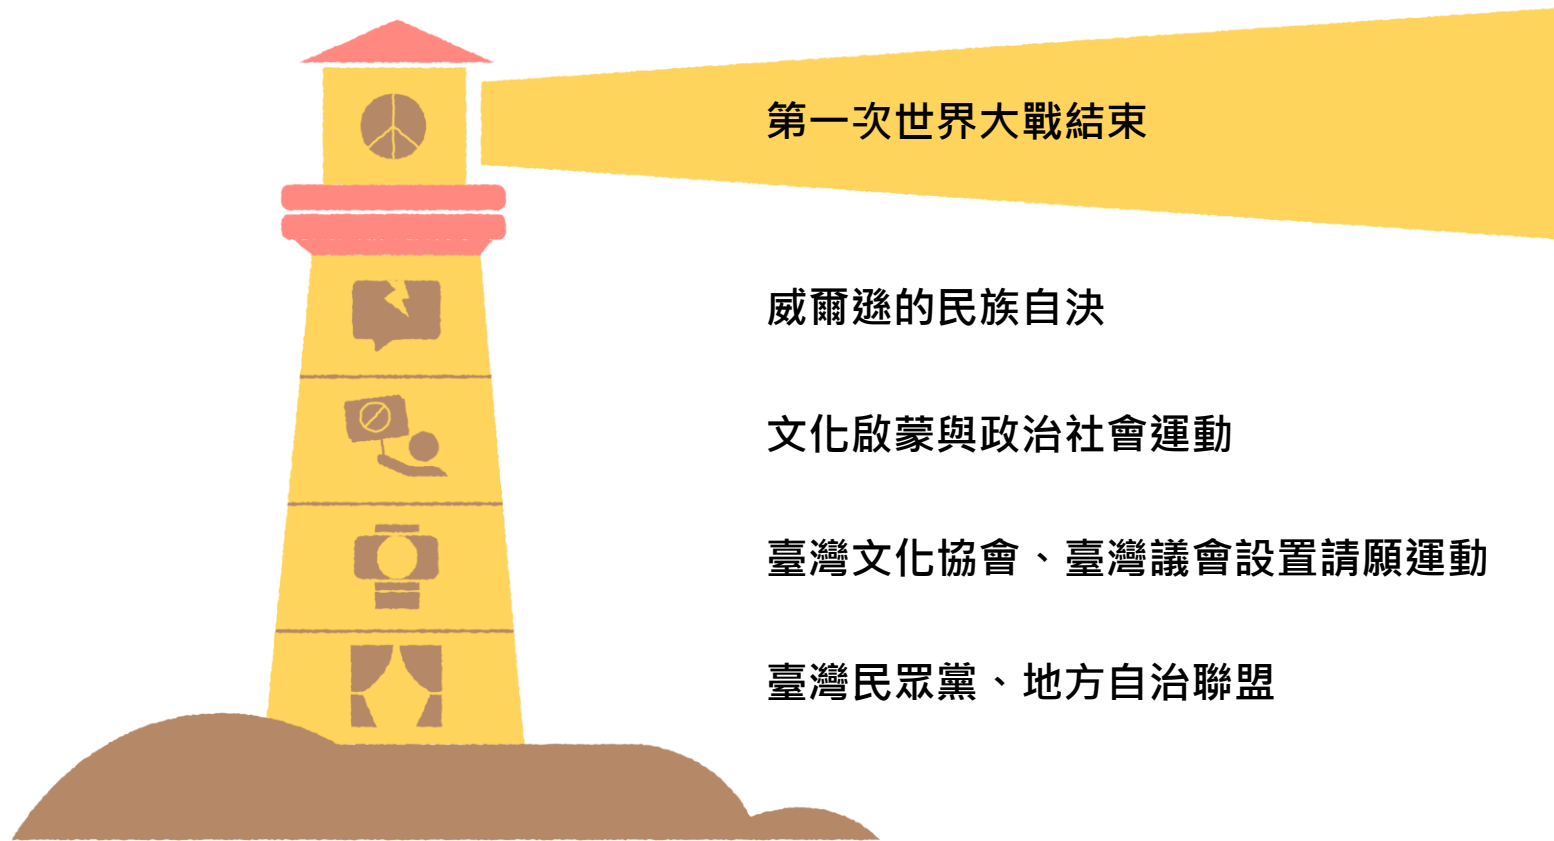 第一次世界大戰結束
威爾遜的民族自決
文化啟蒙與政治社會運動
臺灣文化協會、臺灣議會設置請願運動
臺灣民眾黨、地方自治聯盟